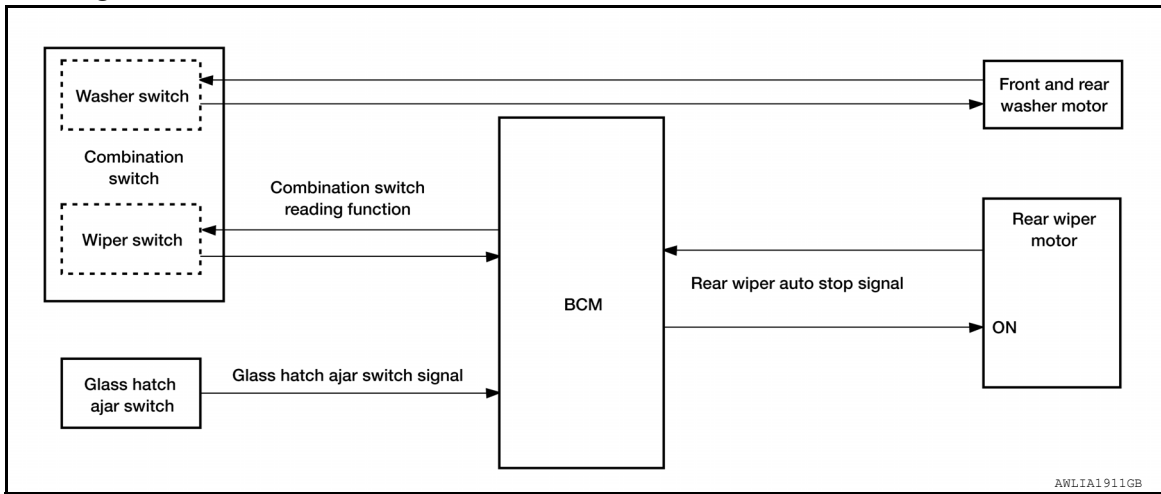 Washer switch
Combination
switch
Wiper switch
Combination switch
reading function
Glass hatch
ajar switch
Glass hatch ajar switch signal
BCM
Front and rear
washer motor
Rear wiper
motor
Rear wiper auto stop signal
ON
AWLIA1911GB